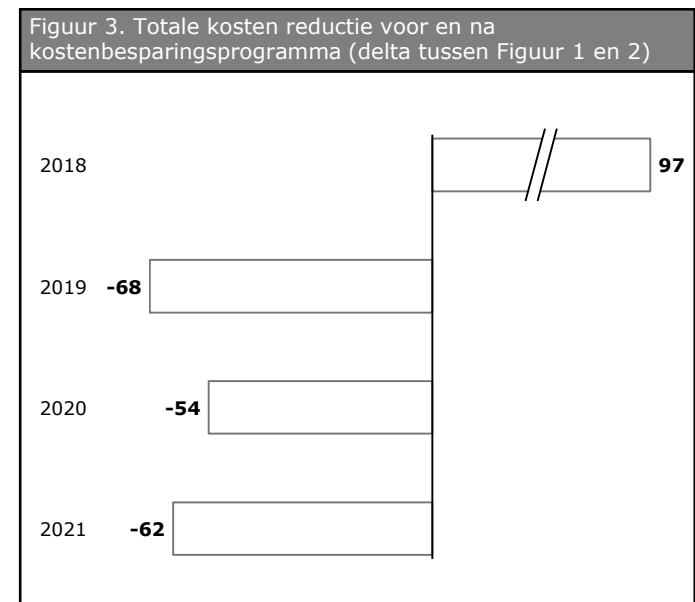 Figuur 3. Totale kosten reductie voor en na
kostenbesparingsprogramma (delta tussen Figuur 1 en 2)
2018 97
2019 -68
2020 -54
2021 -62